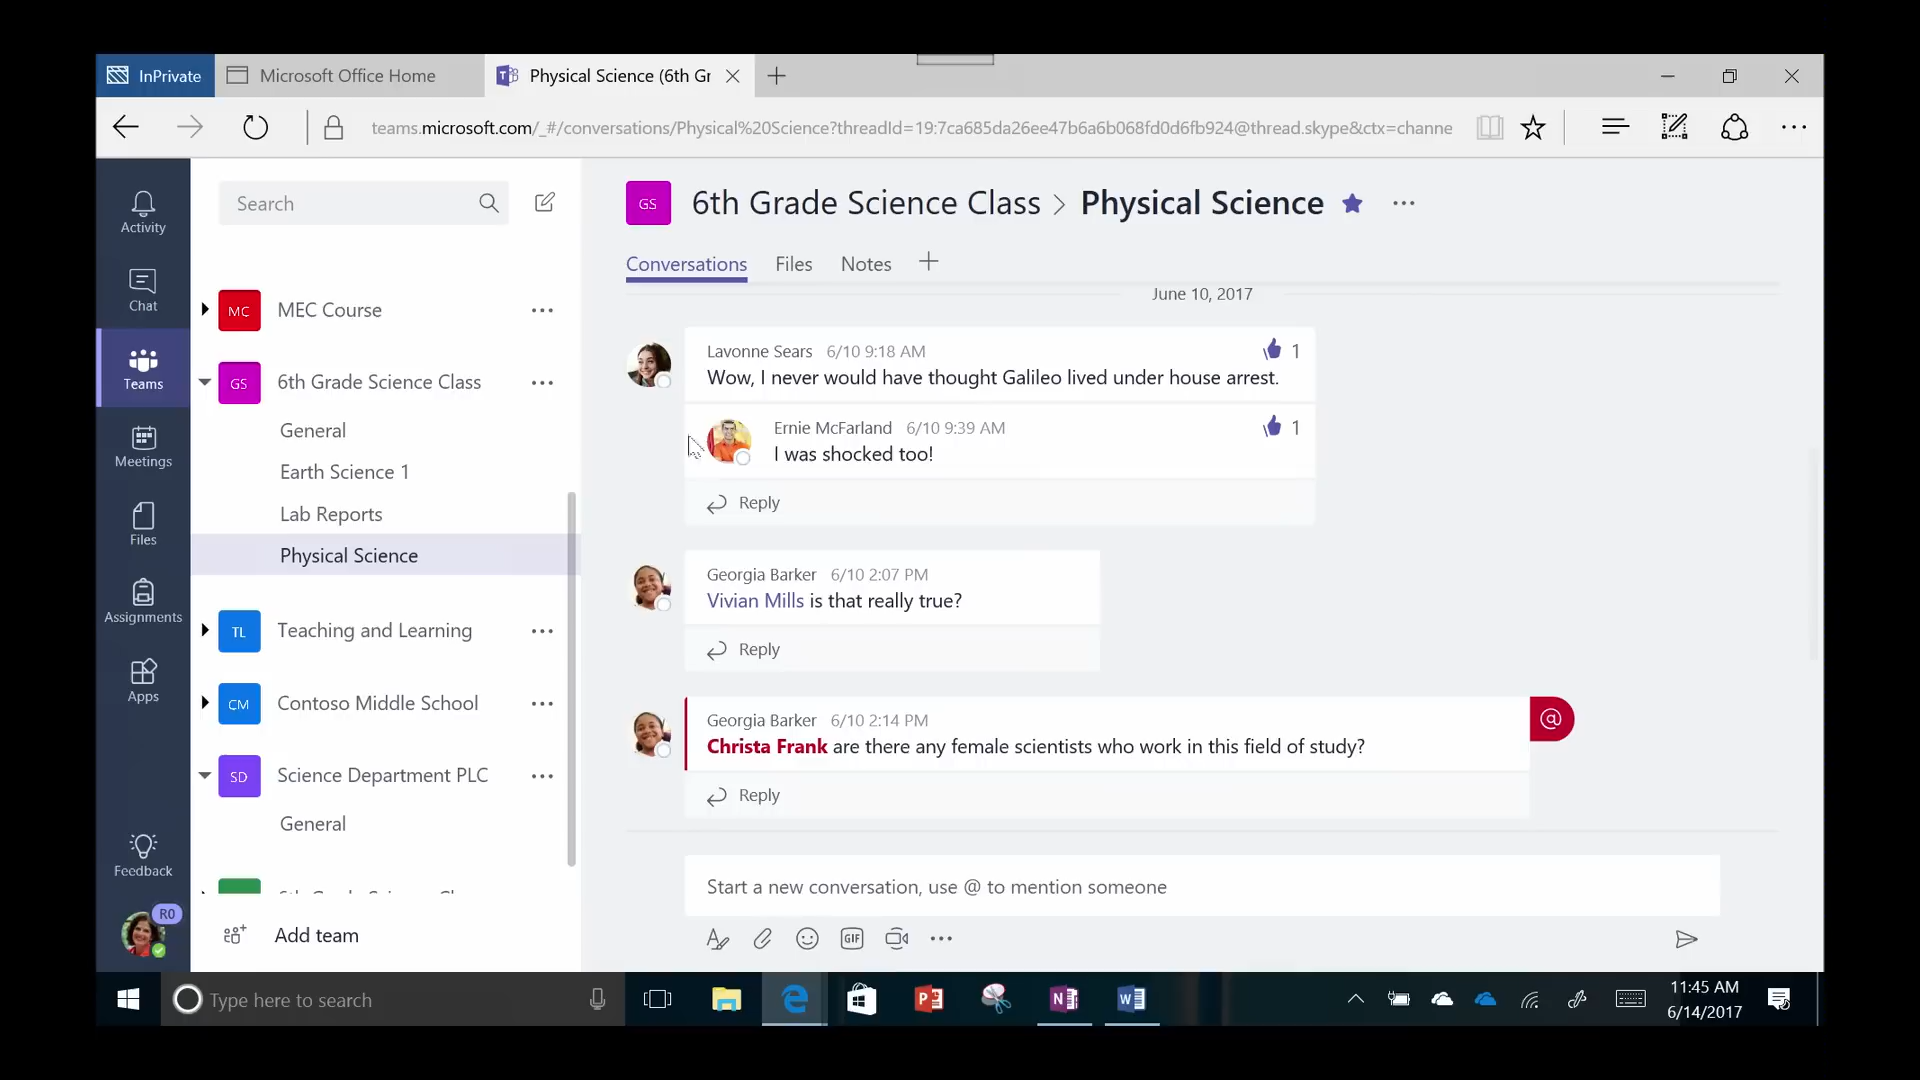 InPrivate
Microsoft Office Home
Physical Science (6th Gr
teams.microsoft.com/_#/conversations/Physical%20Science?threadId=19:7ca685da26ee47b6a6b068fd0d6fb924@thread.skype&ctx=channe
Activity
Chat
Teams
Meetings
Files
Assignments
Apps
Feedback
R0
Search
MC
MEC Course
GS
6th Grade Science Class
General
Earth Science 1
Lab Reports
Physical Science
TL
Teaching and Learning
CM
Contoso Middle School
SD
Science Department PLC
General
Add team
GS
6th Grade Science Class > Physical Science
Conversations
Files
Notes
June 10, 2017
Lavonne Sears 6/10 9:18 AM
1
Wow, I never would have thought Galileo lived under house arrest.
Ernie McFarland 6/10 9:39 AM
1
I was shocked too!
Reply
Georgia Barker 6/10 2:07 PM
Vivian Mills is that really true?
Reply
Georgia Barker 6/10 2:14 PM
@
Christa Frank are there any female scientists who work in this field of study?
Reply
Start a new conversation, use @ to mention someone
GIF
Type here to search
11:45 AM
6/14/2017